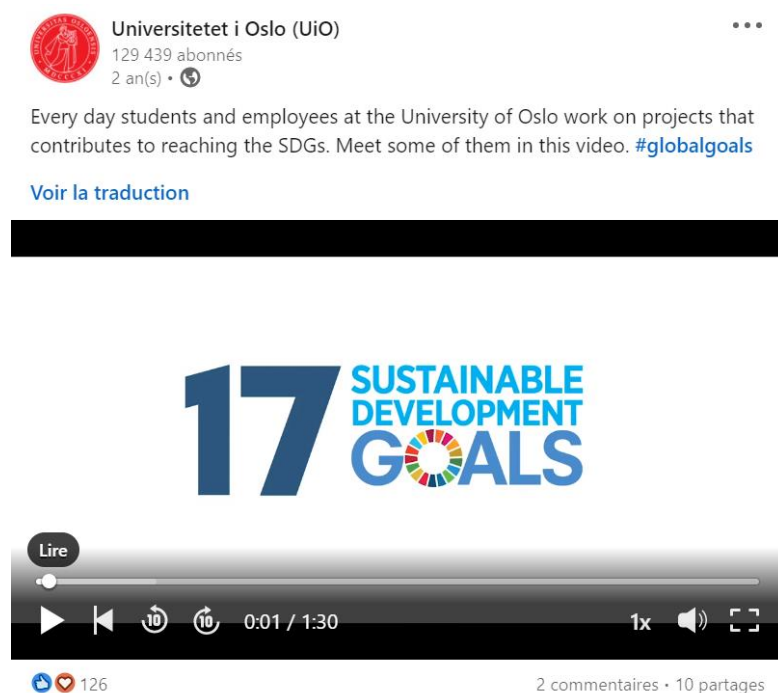 Universitetet i Oslo (UiO)
129 439 abonnés
2 an(s) •
Every day students and employees at the University of Oslo work on projects that
contributes to reaching the SDGs. Meet some of them in this video. #globalgoals
Voir la traduction
17 SUSTAINABLE
DEVELOPMENT
GOALS
Lire
10 10 0:01 / 1:30 1x
126 2 commentaires • 10 partages